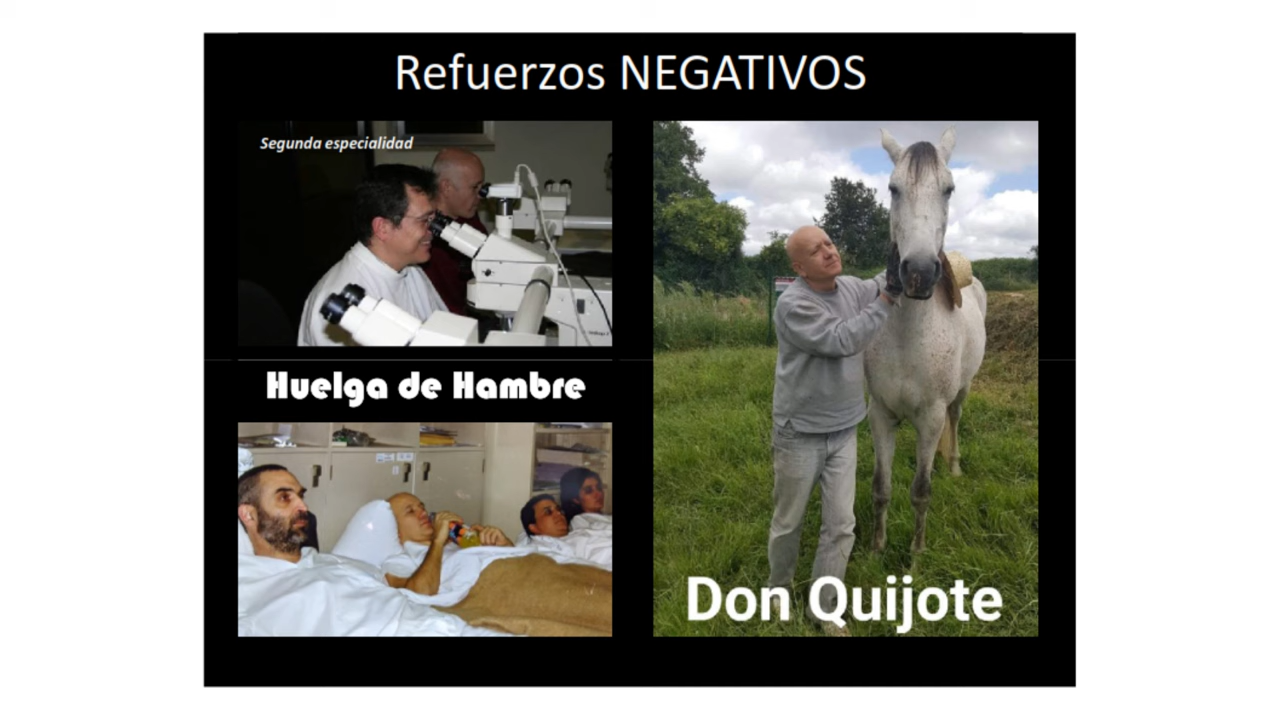 Refuerzos NEGATIVOS
Segunda especialidad
Huelga de Hambre
Don Quijote